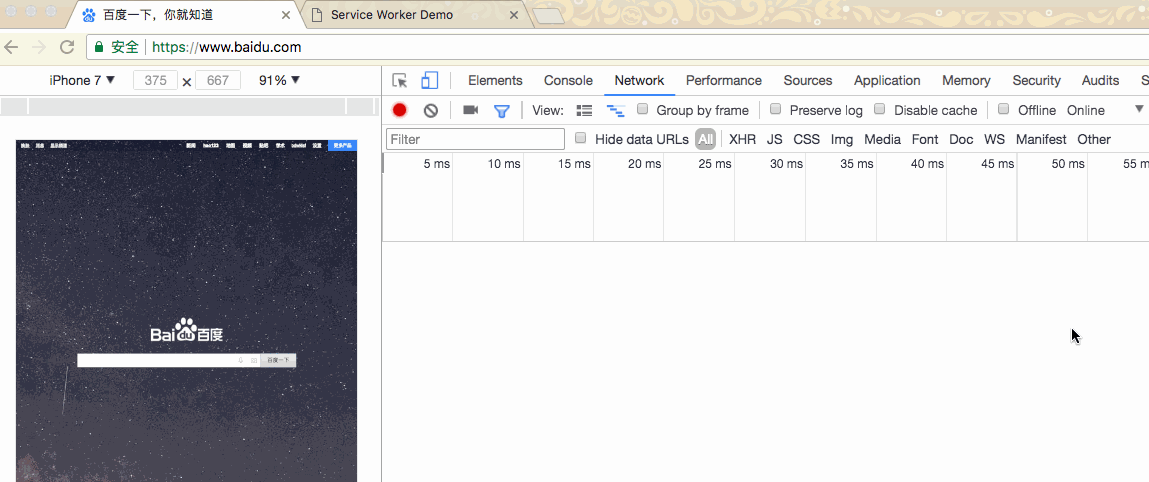 百度一下，你就知道 Service Worker Demo
安全 https://www.baidu.com
iPhone 7 ▼ 375 × 667 91% ▼ Elements Console Network Performance Sources Application Memory Security Audits S
View: Group by frame Preserve log Disable cache Offline Online ▼
Filter Hide data URLs All XHR JS CSS Img Media Font Doc WS Manifest Other
5 ms 10 ms 15 ms 20 ms 25 ms 30 ms 35 ms 40 ms 45 ms 50 ms 55 m
新闻 hao123 地图 视频 贴吧 学术 设置 更多产品
Bai du 百度
百度一下